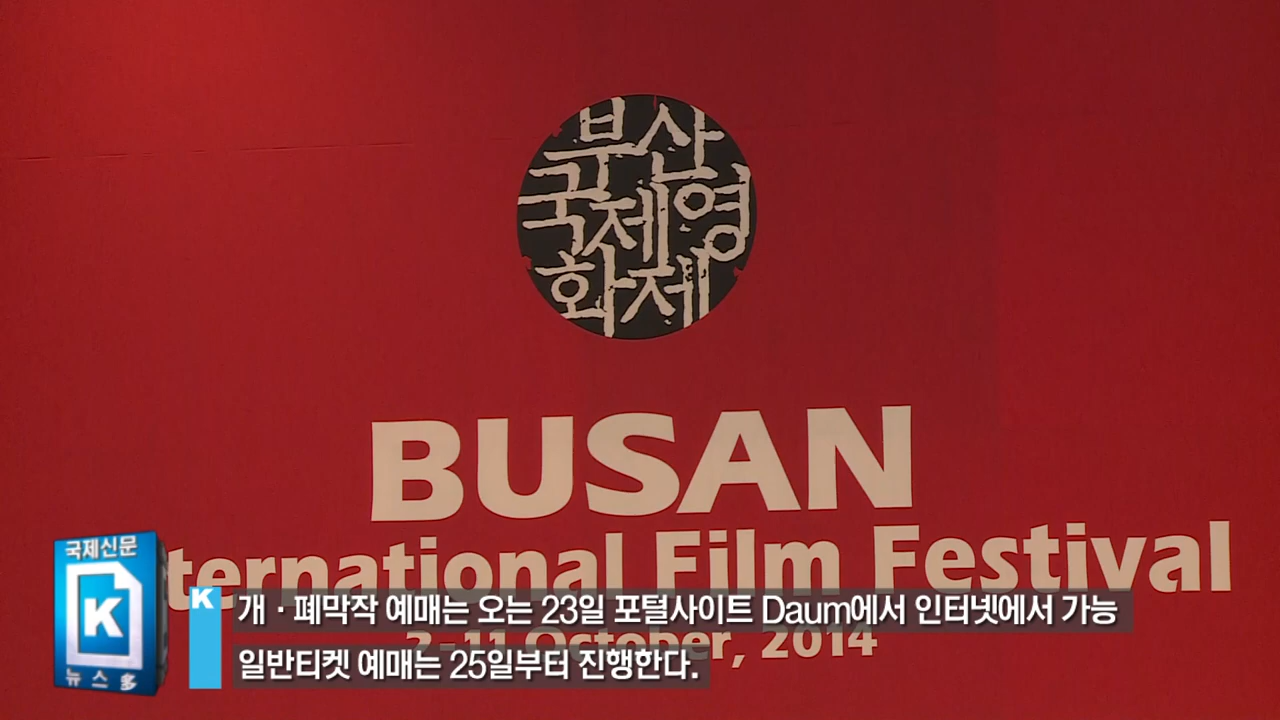 부산
국제영
화제
BUSAN
International Film Festival
2-11 October, 2014
국제신문
K
뉴스多
K
개·폐막작 예매는 오는 23일 포털사이트 Daum에서 인터넷에서 가능
일반티켓 예매는 25일부터 진행한다.